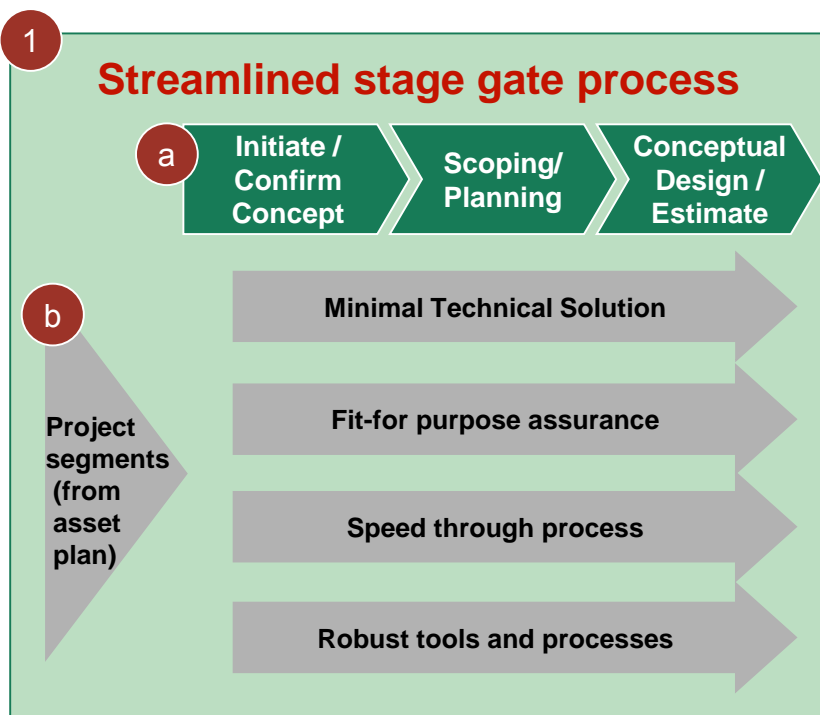 1
Streamlined stage gate process
a
Initiate /
Confirm
Concept
Scoping/
Planning
Conceptual
Design /
Estimate
b
Project
segments
(from
asset
plan)
Minimal Technical Solution
Fit-for purpose assurance
Speed through process
Robust tools and processes